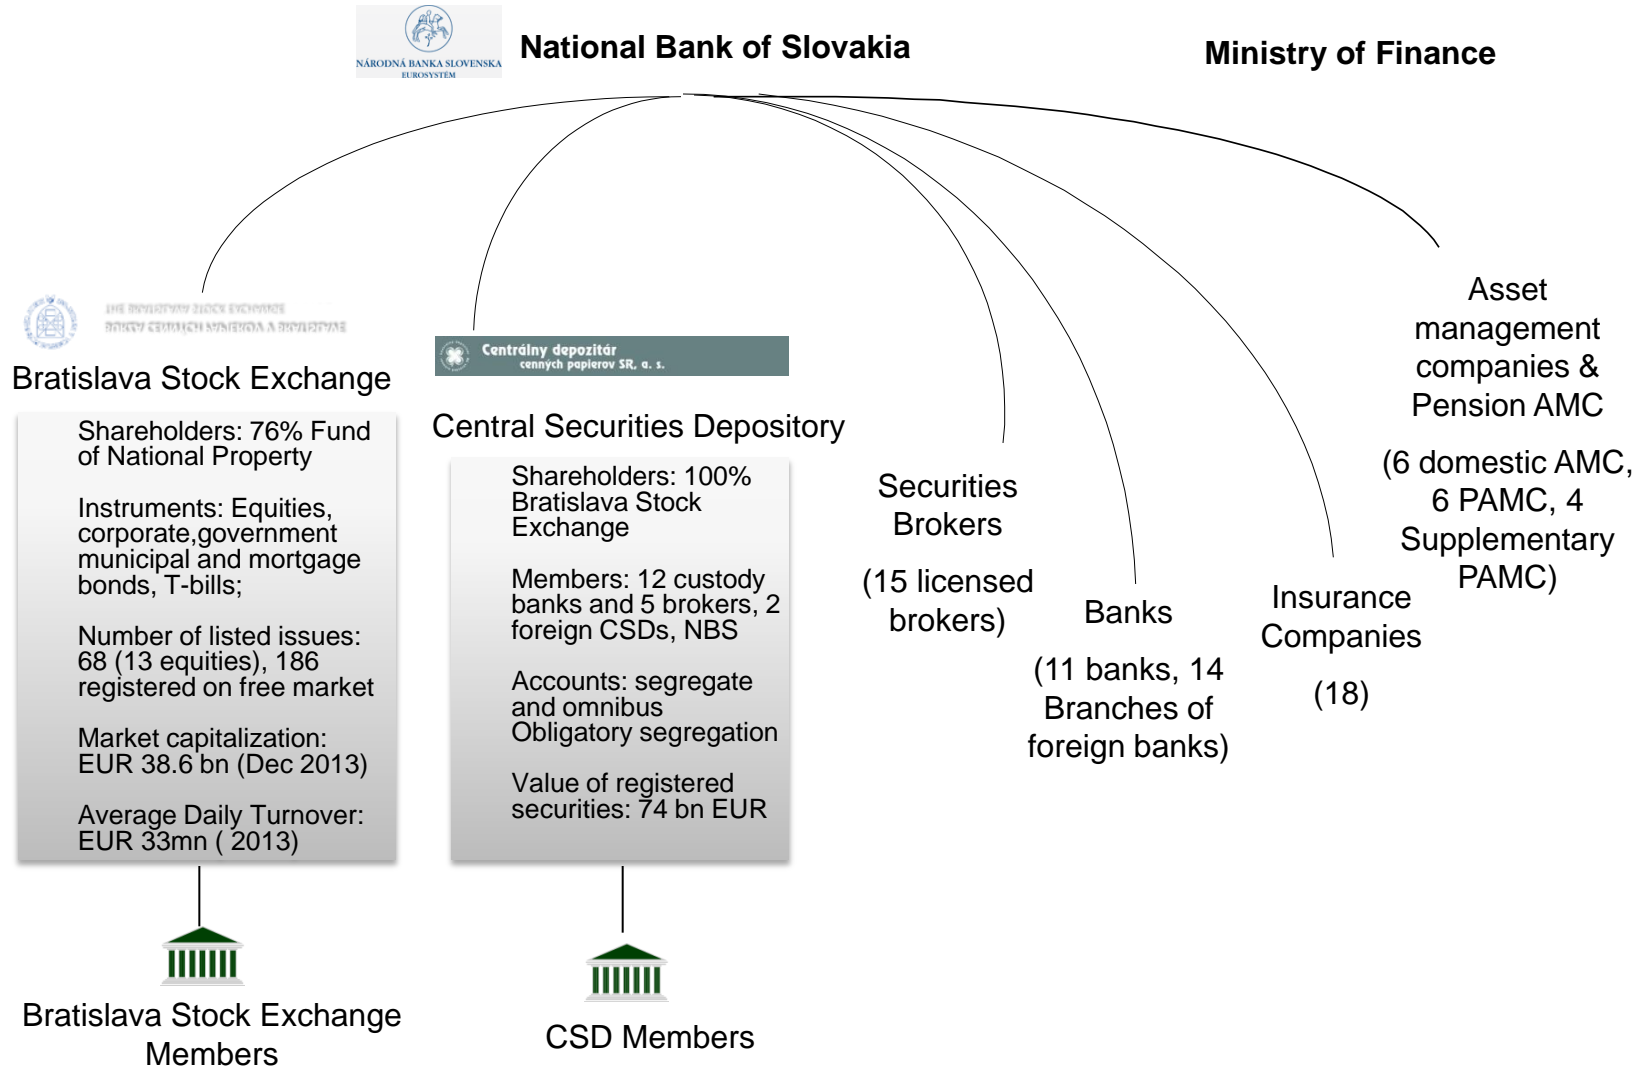 NÁRODNÁ BANKA SLOVENSKA
EUROSYSTÉM
National Bank of Slovakia
Ministry of Finance
Bratislava Stock Exchange
Shareholders: 76% Fund
of National Property
Instruments: Equities,
corporate,government
municipal and mortgage
bonds, T-bills;
Number of listed issues:
68 (13 equities), 186
registered on free market
Market capitalization:
EUR 38.6 bn (Dec 2013)
Average Daily Turnover:
EUR 33mn ( 2013)
Bratislava Stock Exchange
Members
Centrálny depozitár
cenných papierov SR, a. s.
Central Securities Depository
Shareholders: 100%
Bratislava Stock
Exchange
Members: 12 custody
banks and 5 brokers, 2
foreign CSDs, NBS
Accounts: segregate
and omnibus
Obligatory segregation
Value of registered
securities: 74 bn EUR
CSD Members
Securities
Brokers
(15 licensed
brokers)
Banks
(11 banks, 14
Branches of
foreign banks)
Insurance
Companies
(18)
Asset
management
companies &
Pension AMC
(6 domestic AMC,
6 PAMC, 4
Supplementary
PAMC)